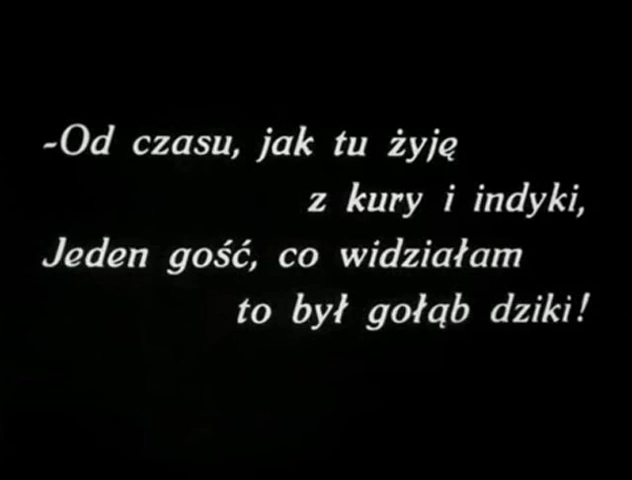 -Od czasu, jak tu żyję
z kury i indyki,
Jeden gość, co widziałam
to był gołąb dziki!